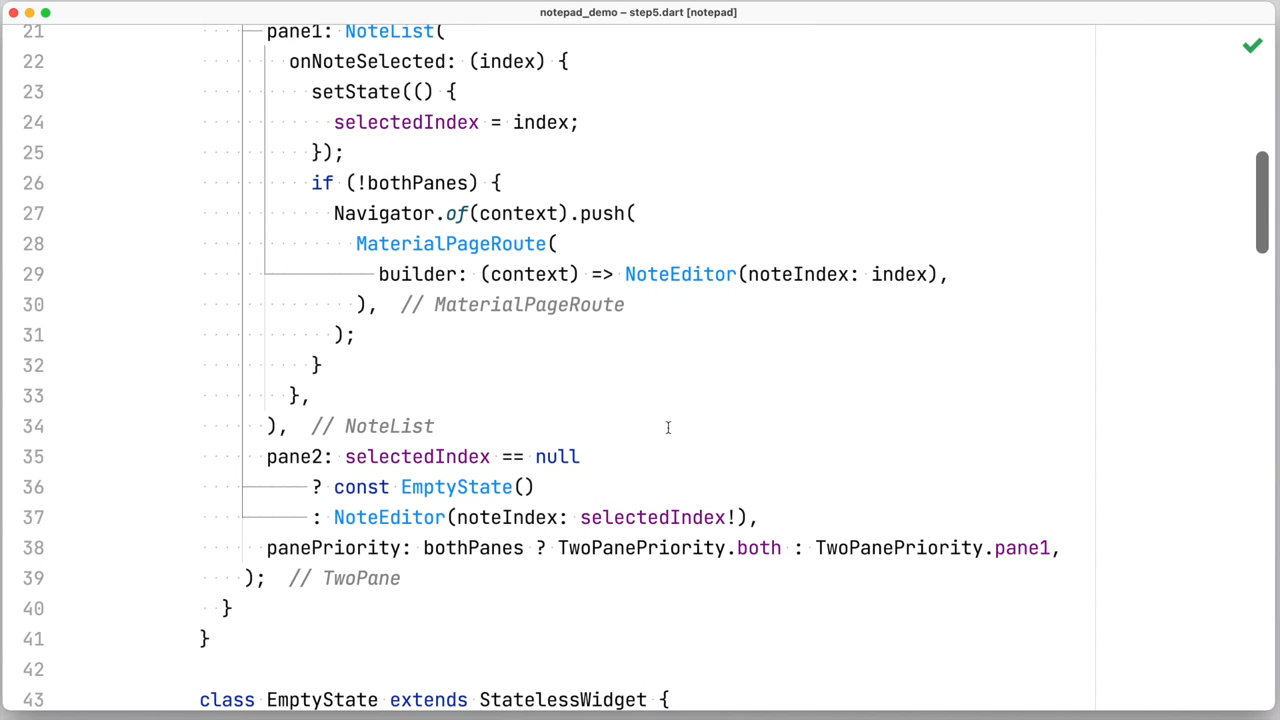 notepad_demo – step5.dart [notepad]
21 pane1: NoteList(
22 onNoteSelected: (index) {
23 setState(() {
24 selectedIndex = index;
25 });
26 if (!bothPanes) {
27 Navigator.of(context).push(
28 MaterialPageRoute(
29 builder: (context) => NoteEditor(noteIndex: index),
30 ), // MaterialPageRoute
31 );
32 }
33 },
34 ), // NoteList
35 pane2: selectedIndex == null
36 ? const EmptyState()
37 : NoteEditor(noteIndex: selectedIndex!),
38 panePriority: bothPanes ? TwoPanePriority.both : TwoPanePriority.pane1,
39 ); // TwoPane
40 }
41 }
42
43 class EmptyState extends StatelessWidget {